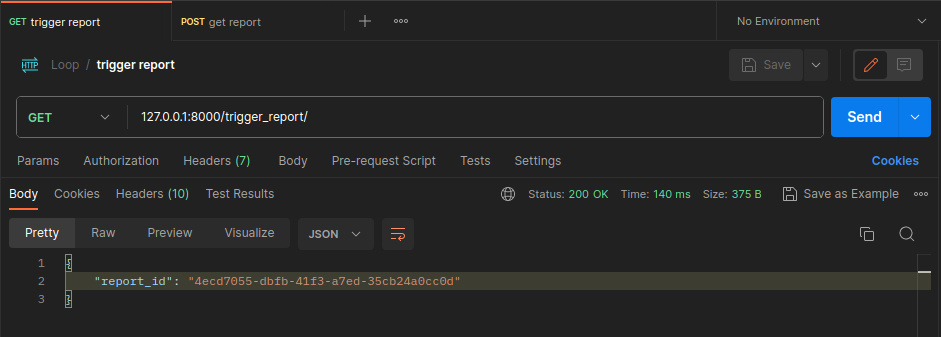 GET trigger report POST get report No Environment
HTTP Loop / trigger report Save
GET 127.0.0.1:8000/trigger_report/ Send
Params Authorization Headers (7) Body Pre-request Script Tests Settings Cookies
Body Cookies Headers (10) Test Results Status: 200 OK Time: 140 ms Size: 375 B Save as Example
Pretty Raw Preview Visualize JSON
1 {
2 "report_id": "4ecd7055-dbfb-41f3-a7ed-35cb24a0cc0d"
3 }